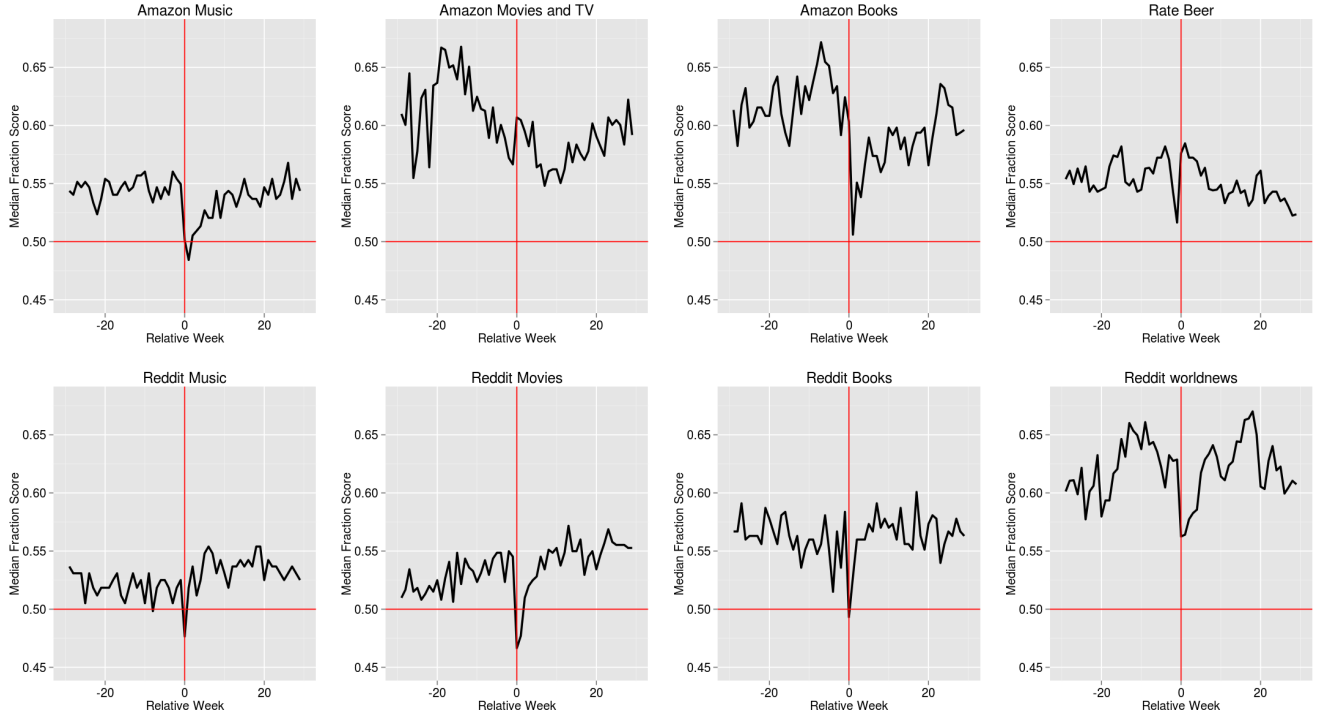 Amazon Music
Amazon Movies and TV
Amazon Books
Rate Beer
Median Fraction Score
0.65
0.60
0.55
0.50
0.45
-20
0
20
Relative Week
Median Fraction Score
0.65
0.60
0.55
0.50
0.45
-20
0
20
Relative Week
Median Fraction Score
0.65
0.60
0.55
0.50
0.45
-20
0
20
Relative Week
Median Fraction Score
0.65
0.60
0.55
0.50
0.45
-20
0
20
Relative Week
Reddit Music
Reddit Movies
Reddit Books
Reddit worldnews
Median Fraction Score
0.65
0.60
0.55
0.50
0.45
-20
0
20
Relative Week
Median Fraction Score
0.65
0.60
0.55
0.50
0.45
-20
0
20
Relative Week
Median Fraction Score
0.65
0.60
0.55
0.50
0.45
-20
0
20
Relative Week
Median Fraction Score
0.65
0.60
0.55
0.50
0.45
-20
0
20
Relative Week